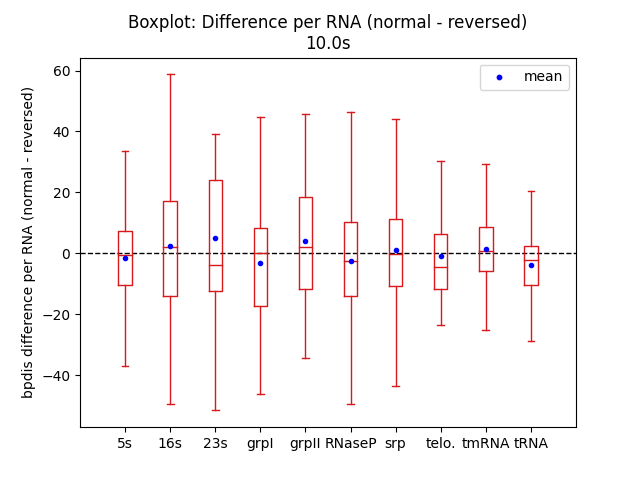 Boxplot: Difference per RNA (normal - reversed)
10.0s
mean
bpdis difference per RNA (normal - reversed)
60
40
20
0
−20
−40
5s 16s 23s grpI grpII RNaseP srp telo. tmRNA tRNA